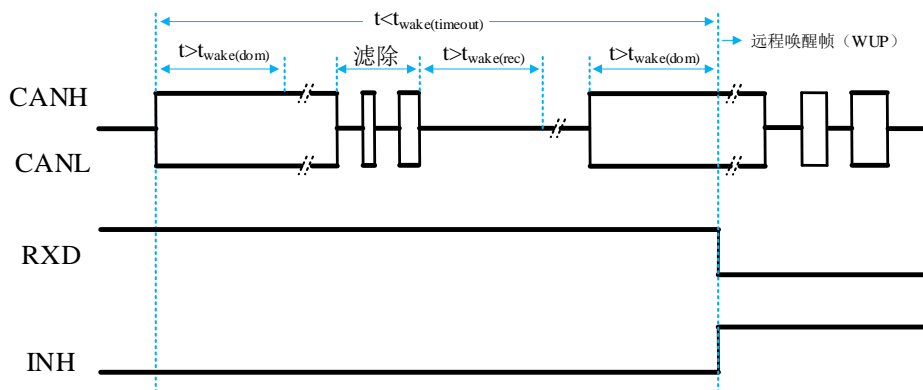 t<twake(timeout)
远程唤醒帧（WUP）
t>twake(dom)
滤除
t>twake(rec)
t>twake(dom)
CANH
CANL
RXD
INH